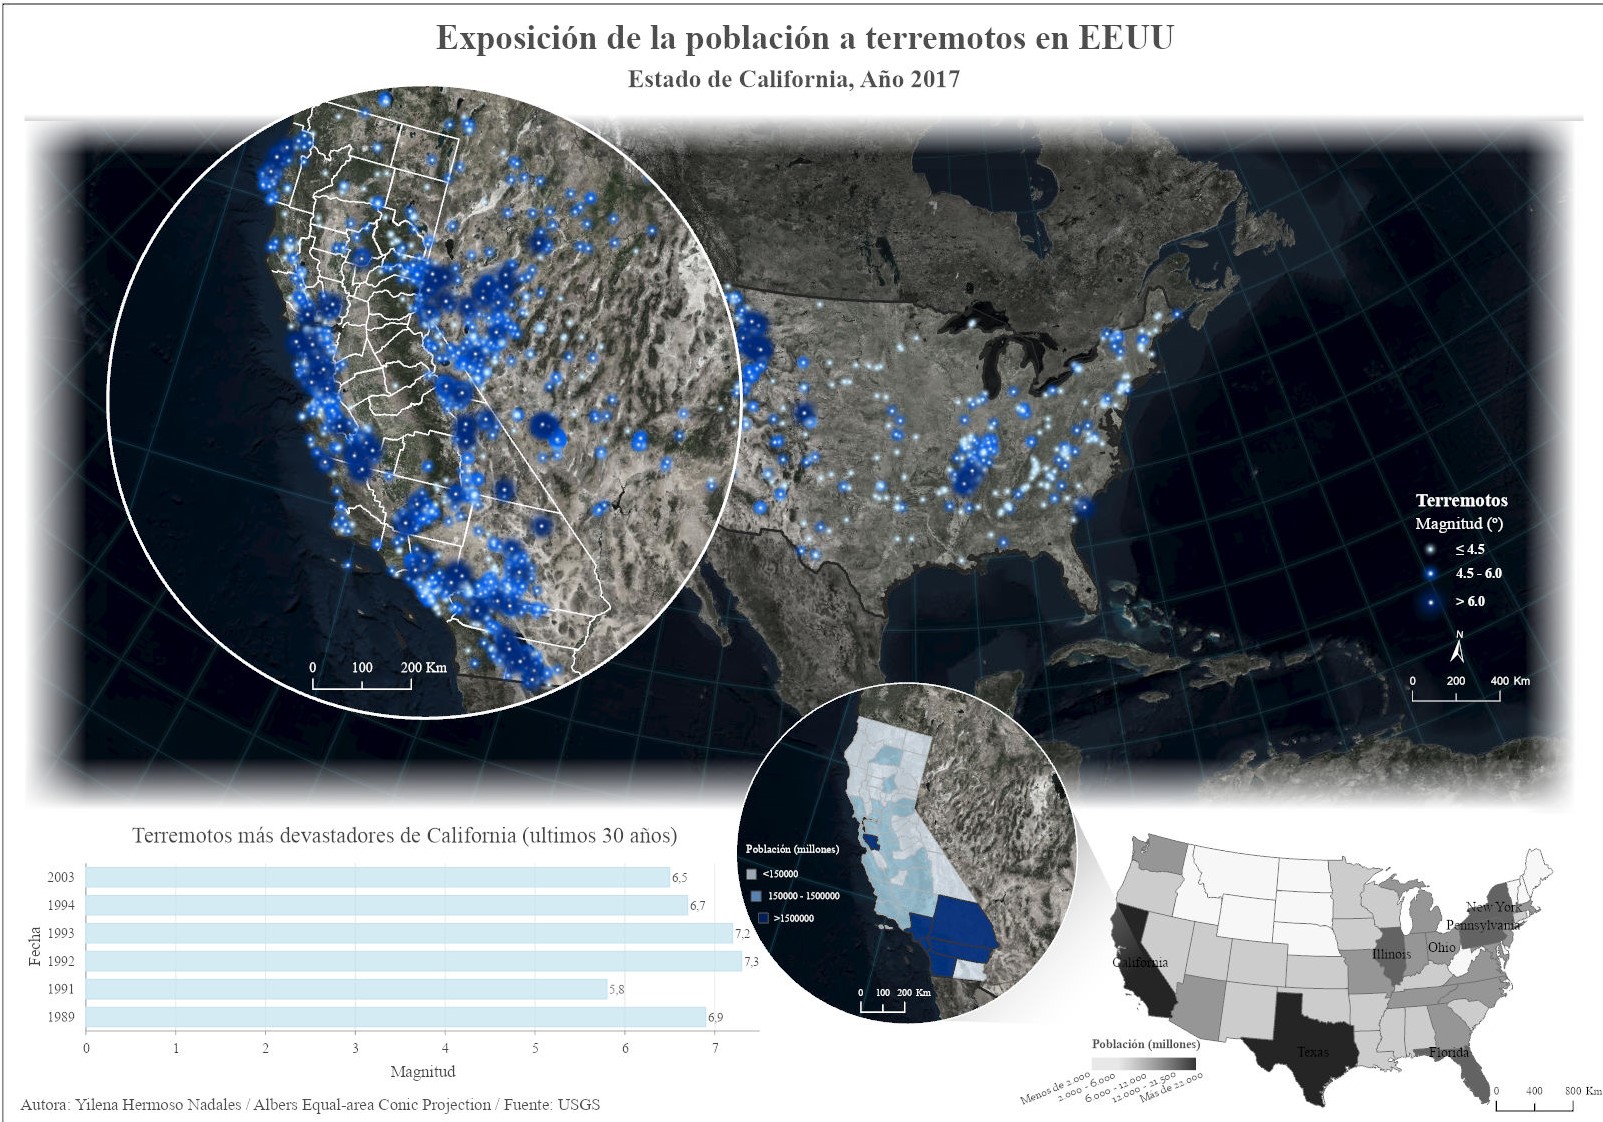 Exposición de la población a terremotos en EEUU
Estado de California, Año 2017
0 100 200 Km
Terremotos
Magnitud (º)
≤ 4.5
4.5 - 6.0
> 6.0
N
0 200 400 Km
Terremotos más devastadores de California (ultimos 30 años)
Fecha
2003 6,5
1994 6,7
1993 7,2
1992 7,3
1991 5,8
1989 6,9
0 1 2 3 4 5 6 7
Magnitud
Población (millones)
<150000
150000 - 1500000
>1500000
0 100 200 Km
New York
Pennsylvania
Illinois
Ohio
California
Texas
Florida
Población (millones)
Menos de 2.000
2.000 - 6.000
6.000 - 12.000
12.000 - 21.500
Más de 22.000
0 400 800 Km
Autora: Yilena Hermoso Nadales / Albers Equal-area Conic Projection / Fuente: USGS